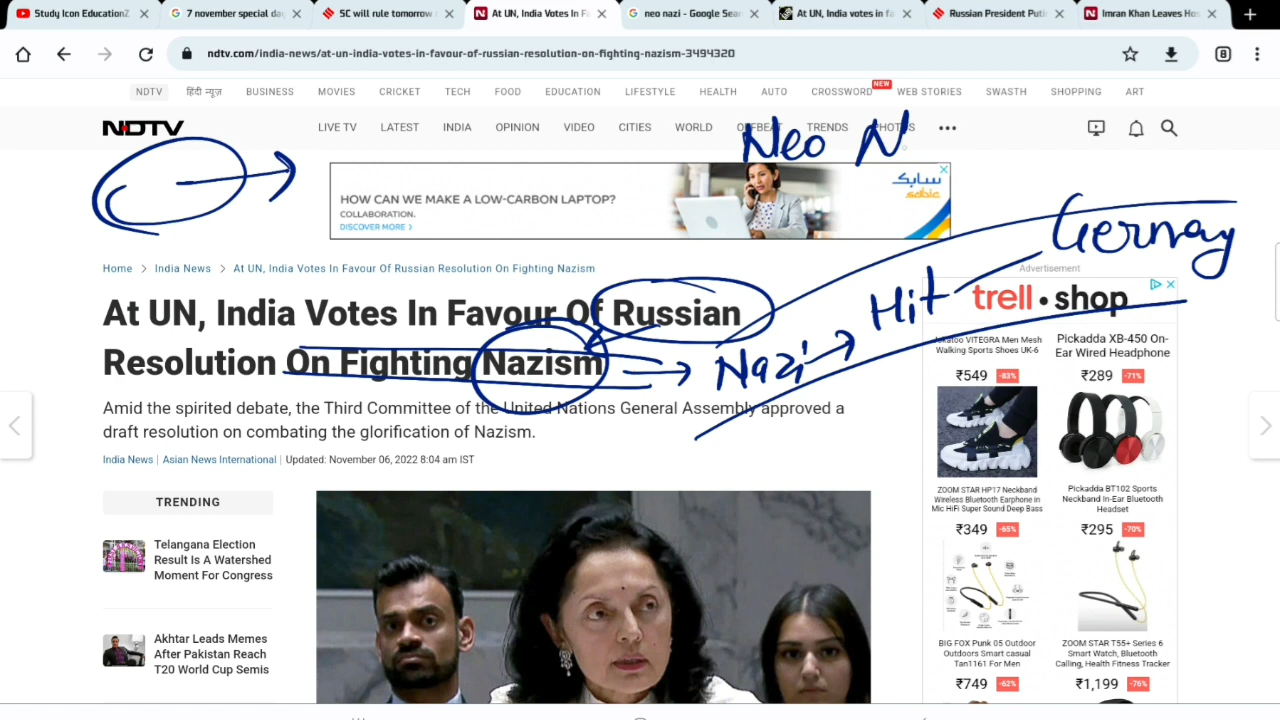 Study Icon EducationZ
7 november special da
SC will rule tomorrow
At UN, India Votes In F
neo nazi - Google Sear
At UN, India votes in fa
Russian President Puti
Imran Khan Leaves Hos
ndtv.com/india-news/at-un-india-votes-in-favour-of-russian-resolution-on-fighting-nazism-3494320
8
NDTV हिंदी न्यूज़ BUSINESS MOVIES CRICKET TECH FOOD EDUCATION LIFESTYLE HEALTH AUTO CROSSWORD NEW WEB STORIES SWASTH SHOPPING ART
NDTV
LIVE TV LATEST INDIA OPINION VIDEO CITIES WORLD OFFBEAT TRENDS PHOTOS
Neo N
HOW CAN WE MAKE A LOW-CARBON LAPTOP?
COLLABORATION.
DISCOVER MORE >
سابك
sabic
Home > India News > At UN, India Votes In Favour Of Russian Resolution On Fighting Nazism
Gernay
Advertisement
At UN, India Votes In Favour Of Russian
Resolution On Fighting Nazism
Nazi
Hit
trell • shop
Amid the spirited debate, the Third Committee of the United Nations General Assembly approved a
draft resolution on combating the glorification of Nazism.
India News | Asian News International | Updated: November 06, 2022 8:04 am IST
VITEGRA Men Mesh
Walking Sports Shoes UK-6
₹549 -83%
Pickadda XB-450 On-
Ear Wired Headphone
₹289 -71%
ZOOM STAR HP17 Neckband
Wireless Bluetooth Earphone in
Mic HiFi Super Sound Deep Bass
₹349 -65%
Pickadda BT102 Sports
Neckband In-Ear Bluetooth
Headset
₹295 -70%
BIG FOX Punk 05 Outdoor
Outdoors Smart casual
Tan1161 For Men
₹749 -62%
ZOOM STAR T55+ Series 6
Smart Watch, Bluetooth
Calling, Health Fitness Tracker
₹1,199 -76%
TRENDING
Telangana Election
Result Is A Watershed
Moment For Congress
Akhtar Leads Memes
After Pakistan Reach
T20 World Cup Semis